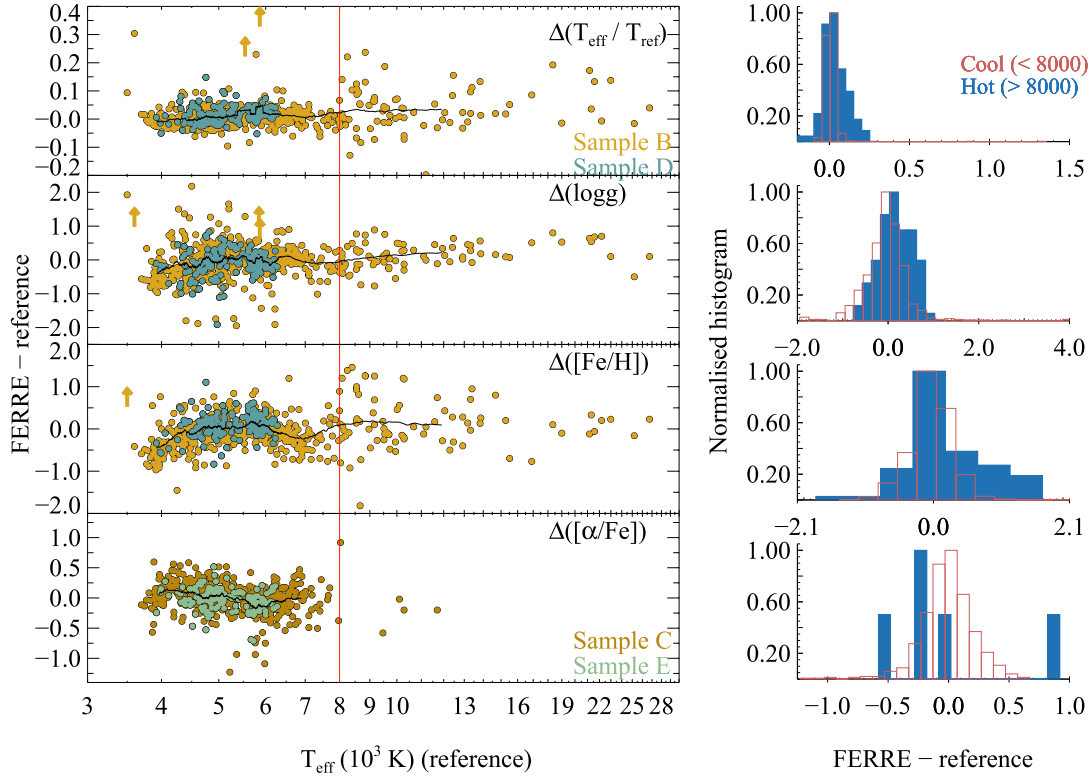 0.4
0.3
0.2
0.1
−0.0
−0.1
0.2
Δ(T_eff / T_ref)
Sample B
Sample D
2.0
1.0
0.0
−1.0
−2.0
Δ(logg)
2.0
1.0
0.0
−1.0
−2.0
Δ([Fe/H])
1.0
0.5
0.0
−0.5
−1.0
Δ([α/Fe])
Sample C
Sample E
3 4 5 6 7 8 9 10 13 16 19 22 25 28
T_eff (10³ K) (reference)
FERRE − reference
1.00
0.60
0.20
Cool (< 8000)
Hot (> 8000)
0.0 0.5 1.0 1.5
1.00
0.60
0.20
−2.0 0.0 2.0 4.0
1.00
0.60
0.20
−2.1 0.0 2.1
1.00
0.60
0.20
−1.0 −0.5 0.0 0.5 1.0
FERRE − reference
Normalised histogram